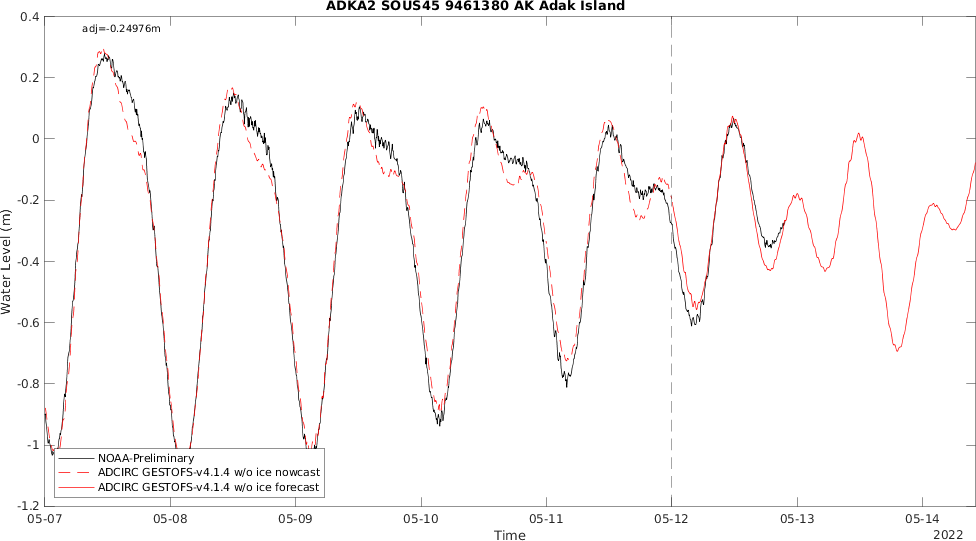 ADKA2 SOUS45 9461380 AK Adak Island
adj=-0.24976m
0.4
0.2
0
-0.2
-0.4
-0.6
-0.8
-1
-1.2
Water Level (m)
NOAA-Preliminary
ADCIRC GESTOFS-v4.1.4 w/o ice nowcast
ADCIRC GESTOFS-v4.1.4 w/o ice forecast
05-07 05-08 05-09 05-10 05-11 05-12 05-13 05-14
Time
2022